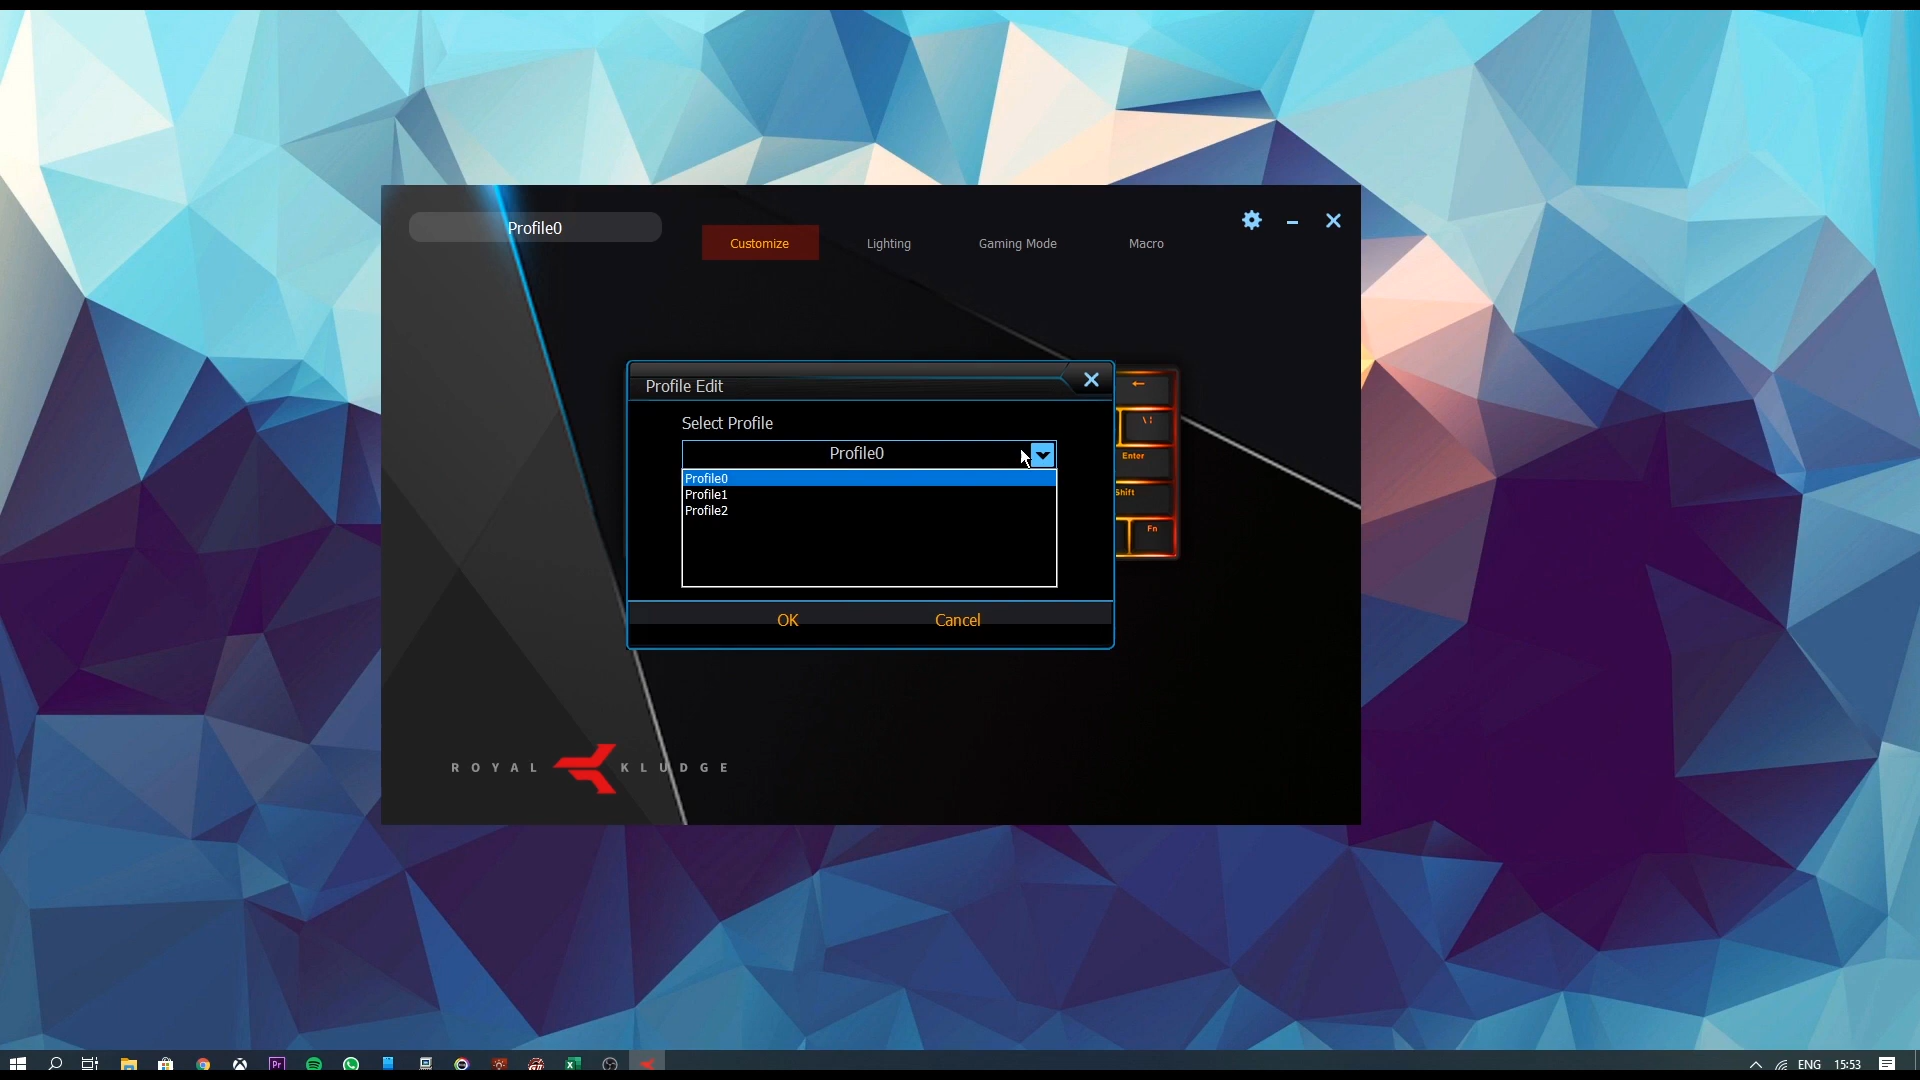 Profile0
Customize
Lighting
Gaming Mode
Macro
Profile Edit
Select Profile
Profile0
Profile0
Profile1
Profile2
OK
Cancel
←
\ ¦
Enter
Shift
Fn
ROYAL KLUDGE
Pr
ENG
15:53